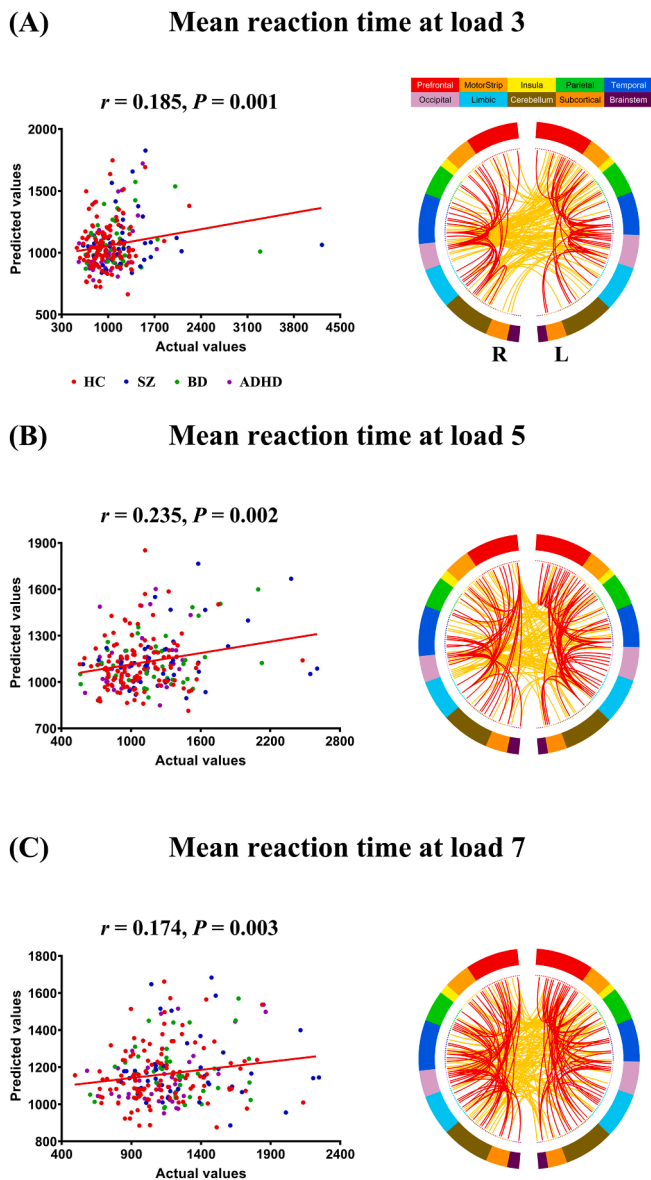 (A) Mean reaction time at load 3
r = 0.185, P = 0.001
Predicted values
2000
1500
1000
500
300 1000 1700 2400 3100 3800 4500
Actual values
HC SZ BD ADHD
Prefrontal MotorStrip Insula Parietal Temporal
Occipital Limbic Cerebellum Subcortical Brainstem
R L
(B) Mean reaction time at load 5
r = 0.235, P = 0.002
Predicted values
1900
1600
1300
1000
700
400 1000 1600 2200 2800
Actual values
(C) Mean reaction time at load 7
r = 0.174, P = 0.003
Predicted values
1800
1600
1400
1200
1000
800
400 900 1400 1900 2400
Actual values